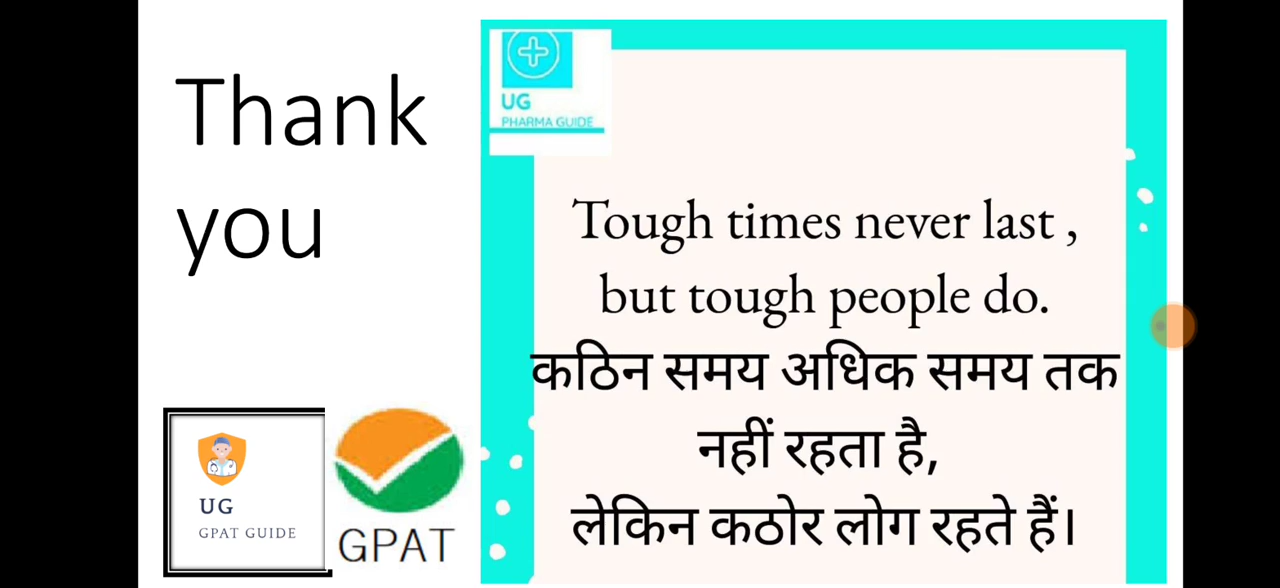 Thank
you
UG
GPAT GUIDE
GPAT
UG
PHARMA GUIDE
Tough times never last ,
but tough people do.
कठिन समय अधिक समय तक
नहीं रहता है,
लेकिन कठोर लोग रहते हैं।